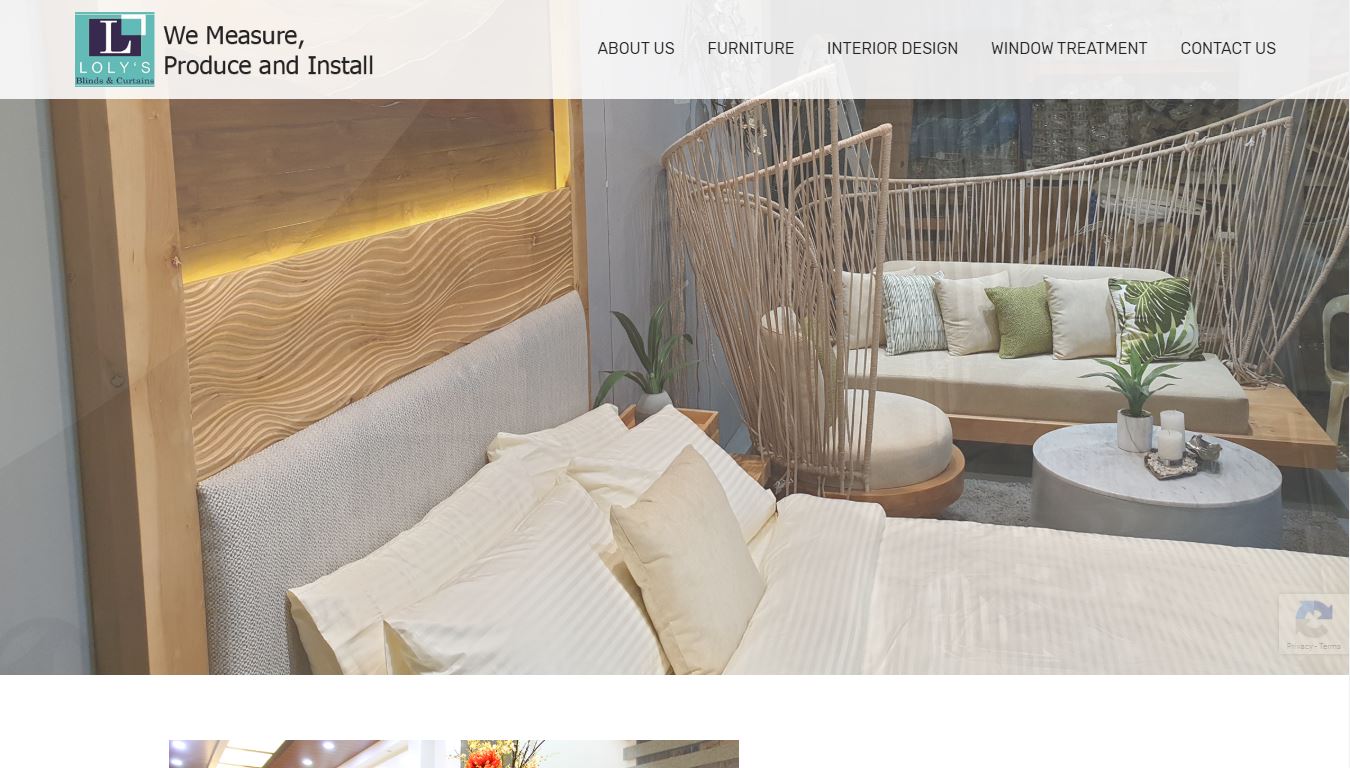 L
LOLY'S
Blinds & Curtains
We Measure,
Produce and Install
ABOUT US
FURNITURE
INTERIOR DESIGN
WINDOW TREATMENT
CONTACT US
Privacy - Terms